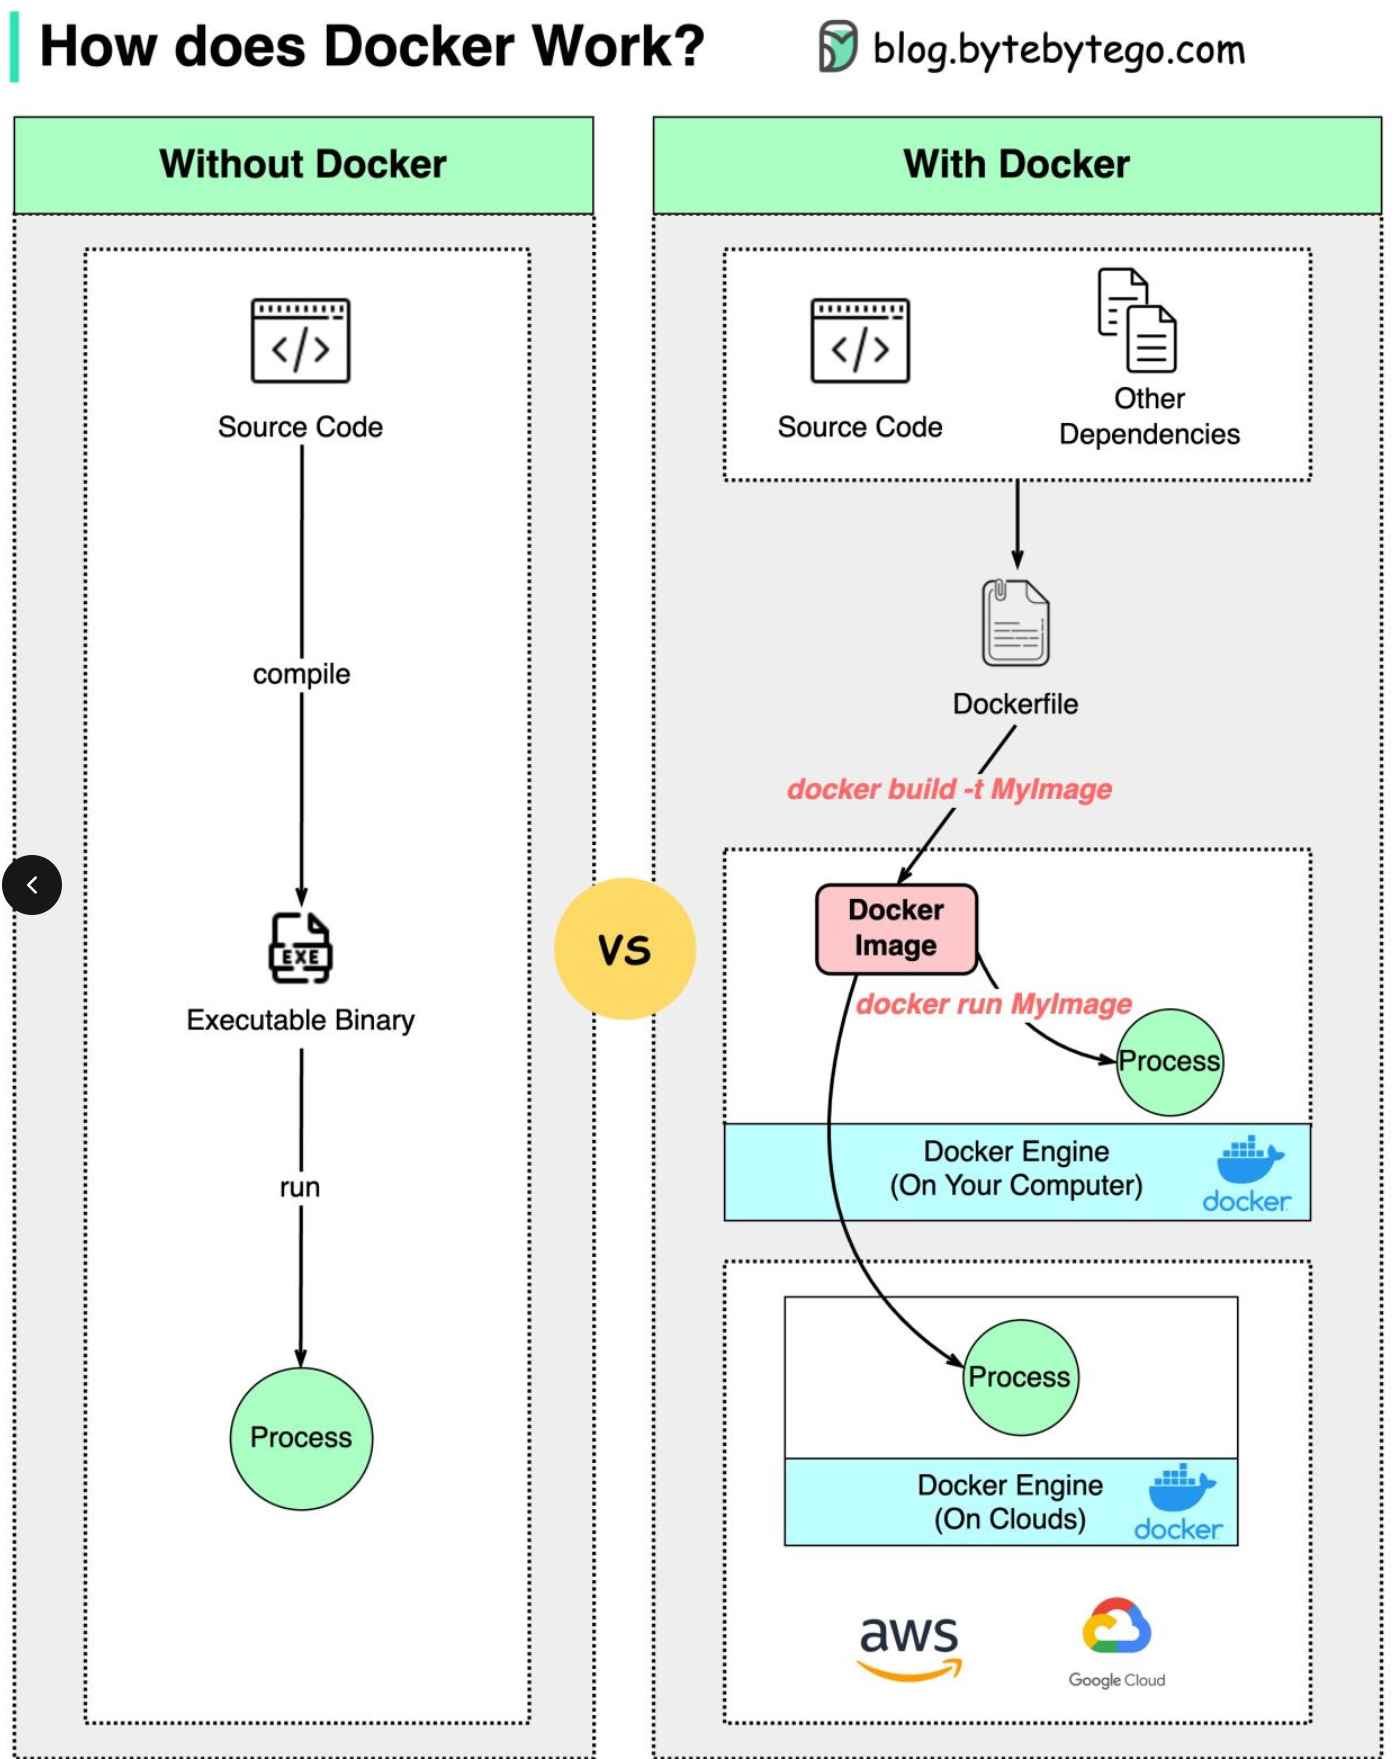 How does Docker Work?
blog.bytebytego.com
Without Docker
Source Code
</>
compile
EXE
Executable Binary
run
Process
vs
With Docker
</>
Source Code
Other
Dependencies
Dockerfile
docker build -t MyImage
Docker
Image
docker run MyImage
Process
Docker Engine
(On Your Computer)
docker
Process
Docker Engine
(On Clouds)
docker
aws
Google Cloud